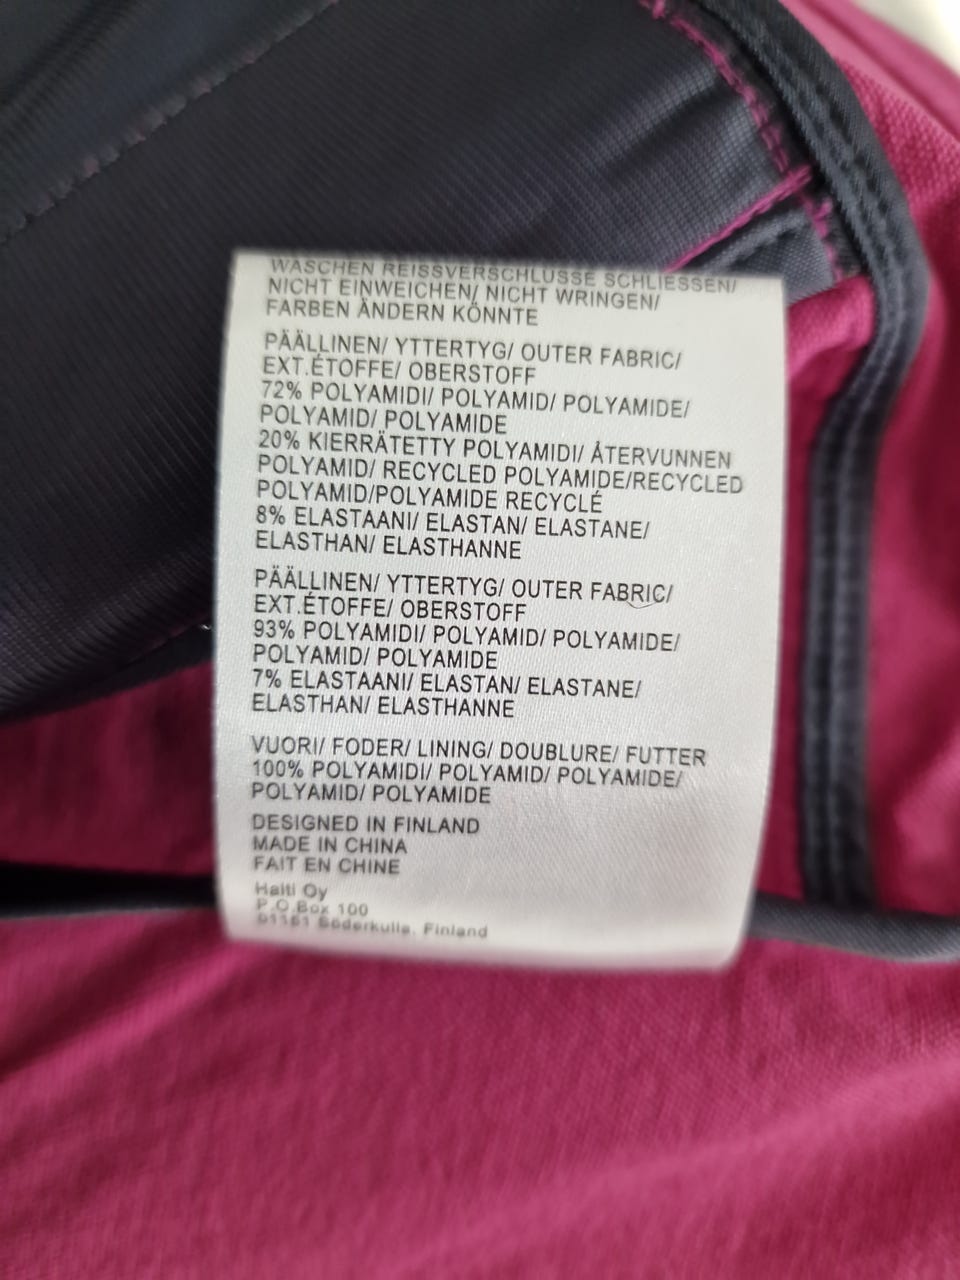 WASCHEN REISSVERSCHLÜSSE SCHLIESSEN/
NICHT EINWEICHEN/ NICHT WRINGEN/
FARBEN ÄNDERN KÖNNTE
PÄÄLLINEN/ YTTERTYG/ OUTER FABRIC/
EXT.ÉTOFFE/ OBERSTOFF
72% POLYAMIDI/ POLYAMID/ POLYAMIDE/
POLYAMID/ POLYAMIDE
20% KIERRÄTETTY POLYAMIDI/ ÅTERVUNNEN
POLYAMID/ RECYCLED POLYAMIDE/RECYCLED
POLYAMID/POLYAMIDE RECYCLÉ
8% ELASTAANI/ ELASTAN/ ELASTANE/
ELASTHAN/ ELASTHANNE
PÄÄLLINEN/ YTTERTYG/ OUTER FABRIC/
EXT.ÉTOFFE/ OBERSTOFF
93% POLYAMIDI/ POLYAMID/ POLYAMIDE/
POLYAMID/ POLYAMIDE
7% ELASTAANI/ ELASTAN/ ELASTANE/
ELASTHAN/ ELASTHANNE
VUORI/ FODER/ LINING/ DOUBLURE/ FUTTER
100% POLYAMIDI/ POLYAMID/ POLYAMIDE/
POLYAMID/ POLYAMIDE
DESIGNED IN FINLAND
MADE IN CHINA
FAIT EN CHINE
Halti Oy
P.O.Box 100
01151 Söderkulla, Finland